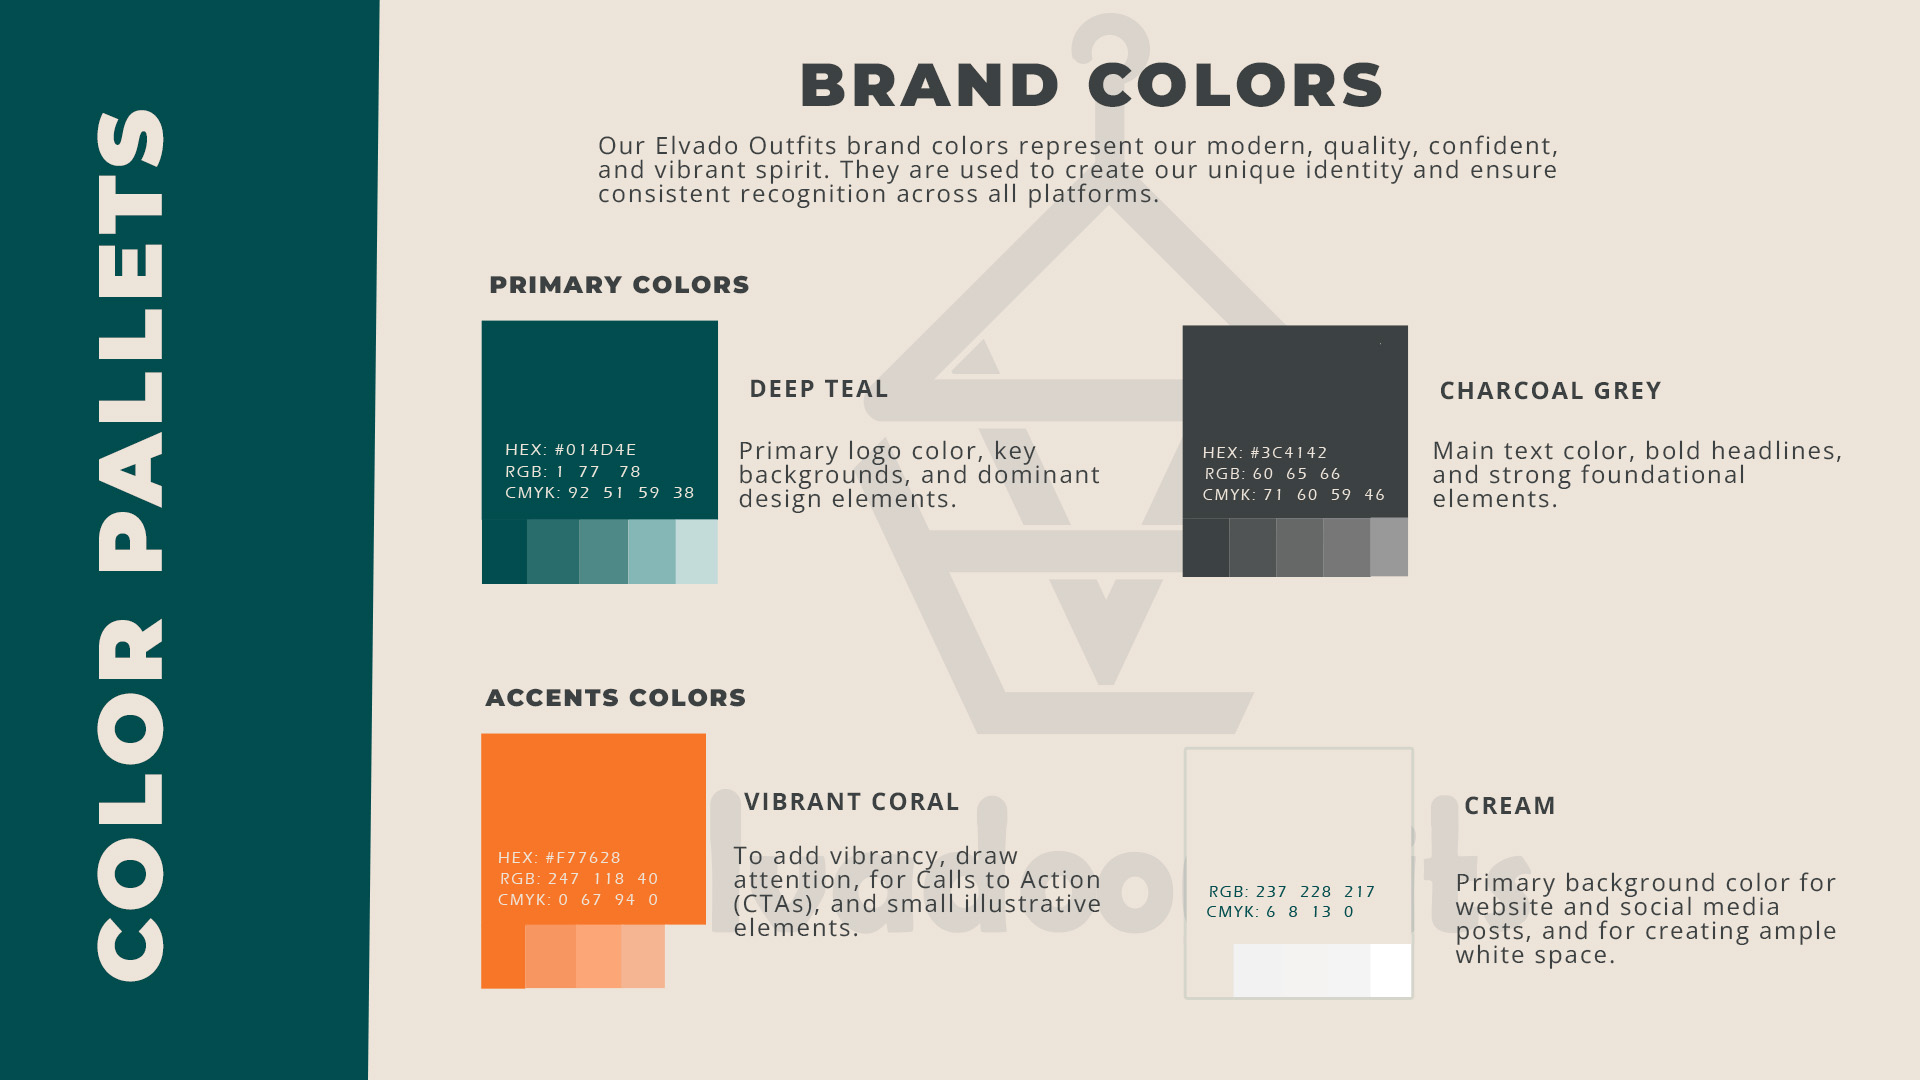 COLOR PALLETS
BRAND COLORS
Our Elvado Outfits brand colors represent our modern, quality, confident,
and vibrant spirit. They are used to create our unique identity and ensure
consistent recognition across all platforms.
PRIMARY COLORS
HEX: #014D4E
RGB: 1 77 78
CMYK: 92 51 59 38
DEEP TEAL
Primary logo color, key
backgrounds, and dominant
design elements.
HEX: #3C4142
RGB: 60 65 66
CMYK: 71 60 59 46
CHARCOAL GREY
Main text color, bold headlines,
and strong foundational
elements.
ACCENTS COLORS
HEX: #F77628
RGB: 247 118 40
CMYK: 0 67 94 0
VIBRANT CORAL
To add vibrancy, draw
attention, for Calls to Action
(CTAs), and small illustrative
elements.
RGB: 237 228 217
CMYK: 6 8 13 0
CREAM
Primary background color for
website and social media
posts, and for creating ample
white space.